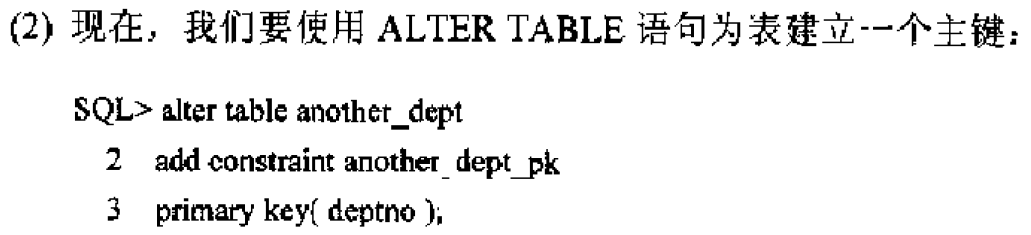 (2) 现在，我们要使用 ALTER TABLE 语句为表建立一个主键：
SQL> alter table another_dept
2 add constraint another_dept_pk
3 primary key( deptno );